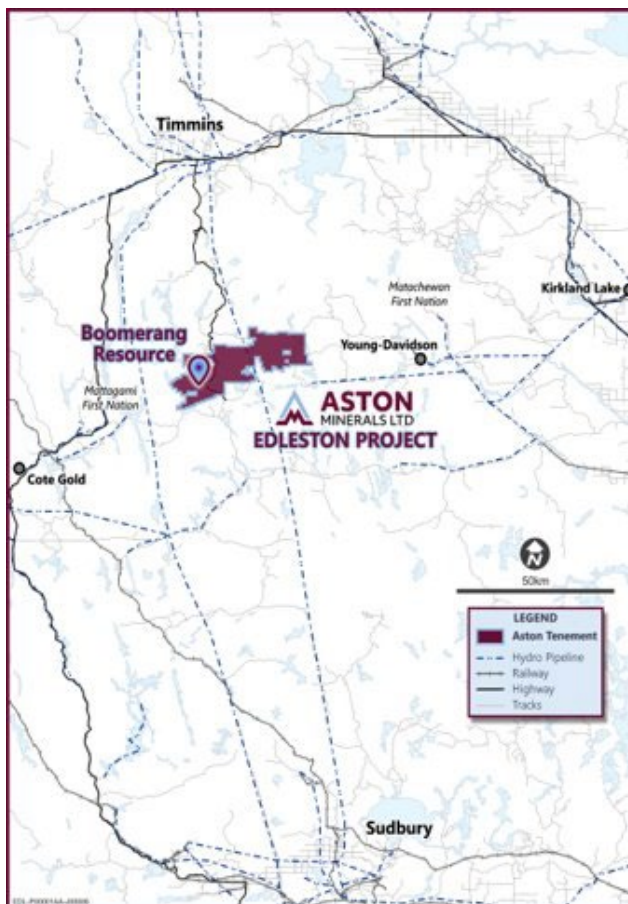 Timmins
Matachewan
First Nation
Kirkland Lake
Boomerang
Resource
Young-Davidson
Mattagami
First Nation
ASTON
MINERALS LTD
EDLESTON PROJECT
Cote Gold
N
50km
LEGEND
Aston Tenement
Hydro Pipeline
Railway
Highway
Tracks
Sudbury